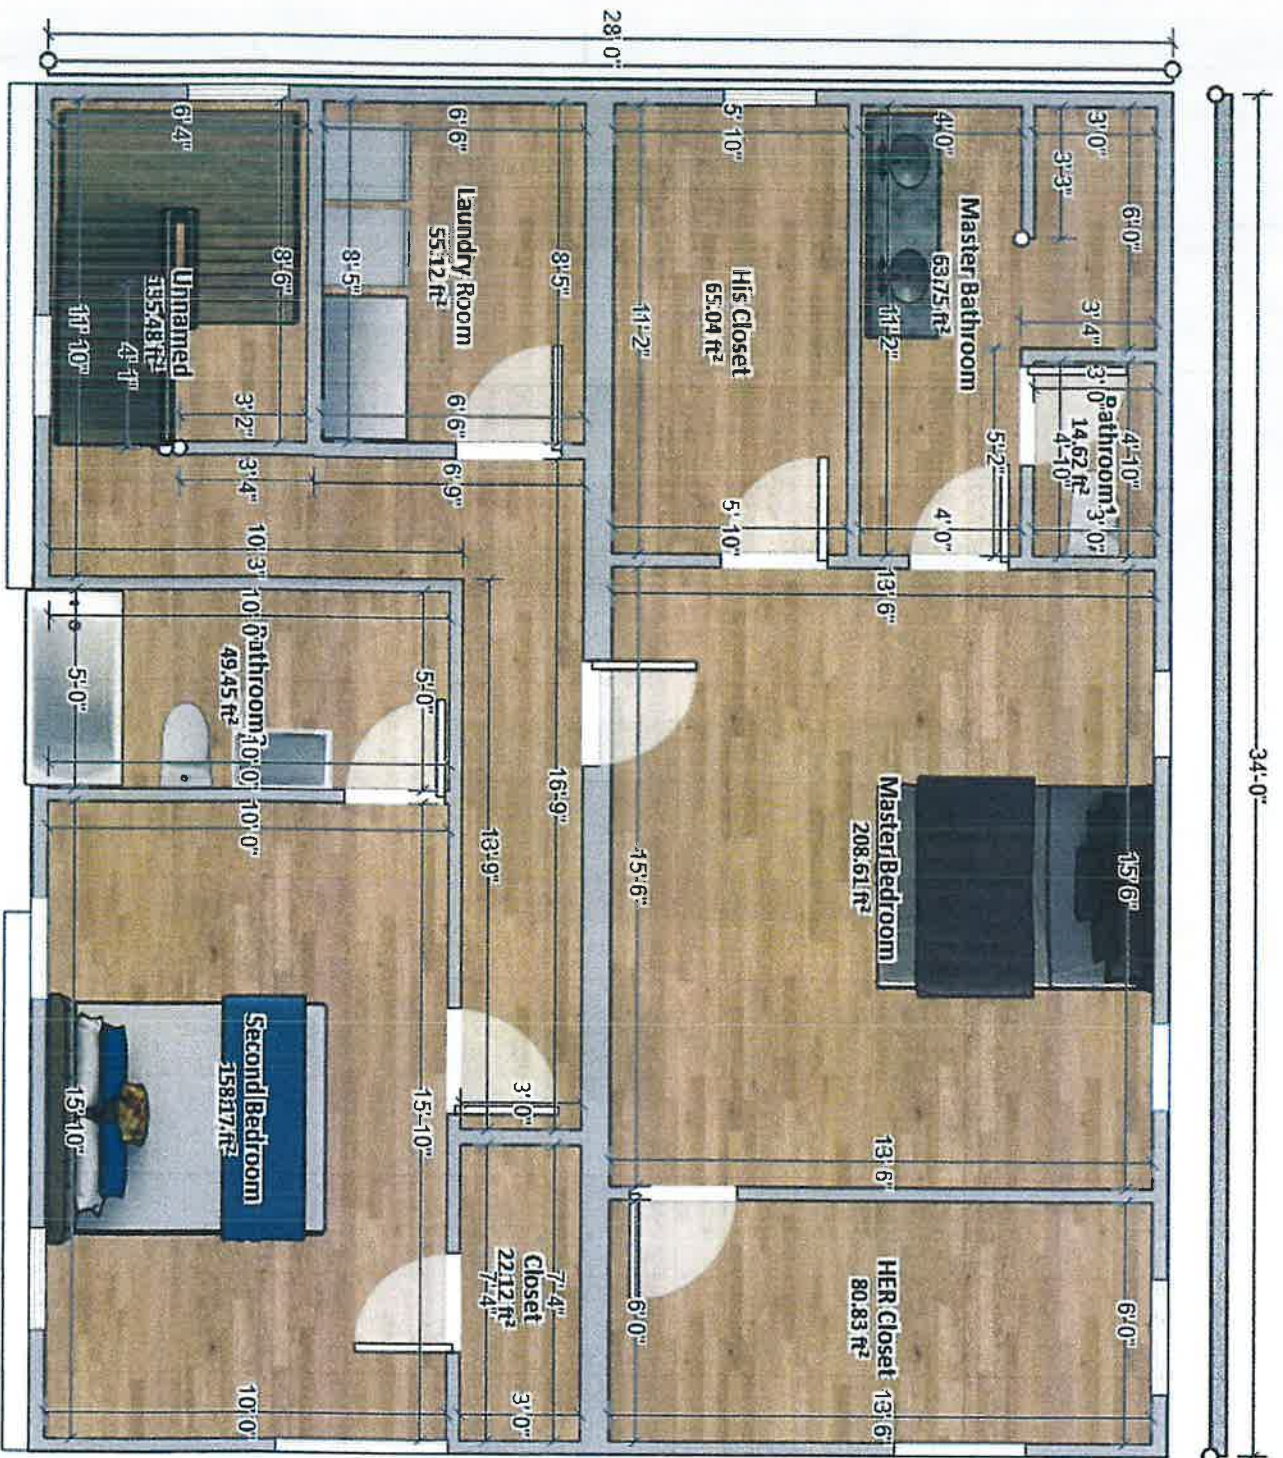 34'-0"
28' 0"
6'-0"
15'-6"
6'-0"
3' 0"
3'-3"
3'-4"
4'-10"
Bathroom1
14.62 ft²
4'-10"
3' 0"
3' 0"
Master Bathroom
63.75 ft²
4' 0"
11'-2"
5'-2"
4' 0"
13' 6"
Master Bedroom
208.61 ft²
13' 6"
HER Closet
80.83 ft²
13' 6"
5' 10"
His Closet
65.04 ft²
11'-2"
5' 10"
15'-6"
6'-0"
8'-5"
16'-9"
7'-4"
6' 6"
Laundry Room
55.12 ft²
6' 6"
6' 9"
13'-9"
3' 0"
Closet
22.12 ft²
7'-4"
3' 0"
8'-5"
5'-0"
15'-10"
8'-6"
6' 4"
Unnamed
135.48 ft²
4'-1"
3' 2"
3' 4"
10' 3"
10' 0"
Bathroom2
49.45 ft²
10' 0"
10' 0"
Second Bedroom
158.17 ft²
10' 0"
11'-10"
5'-0"
15'-10"